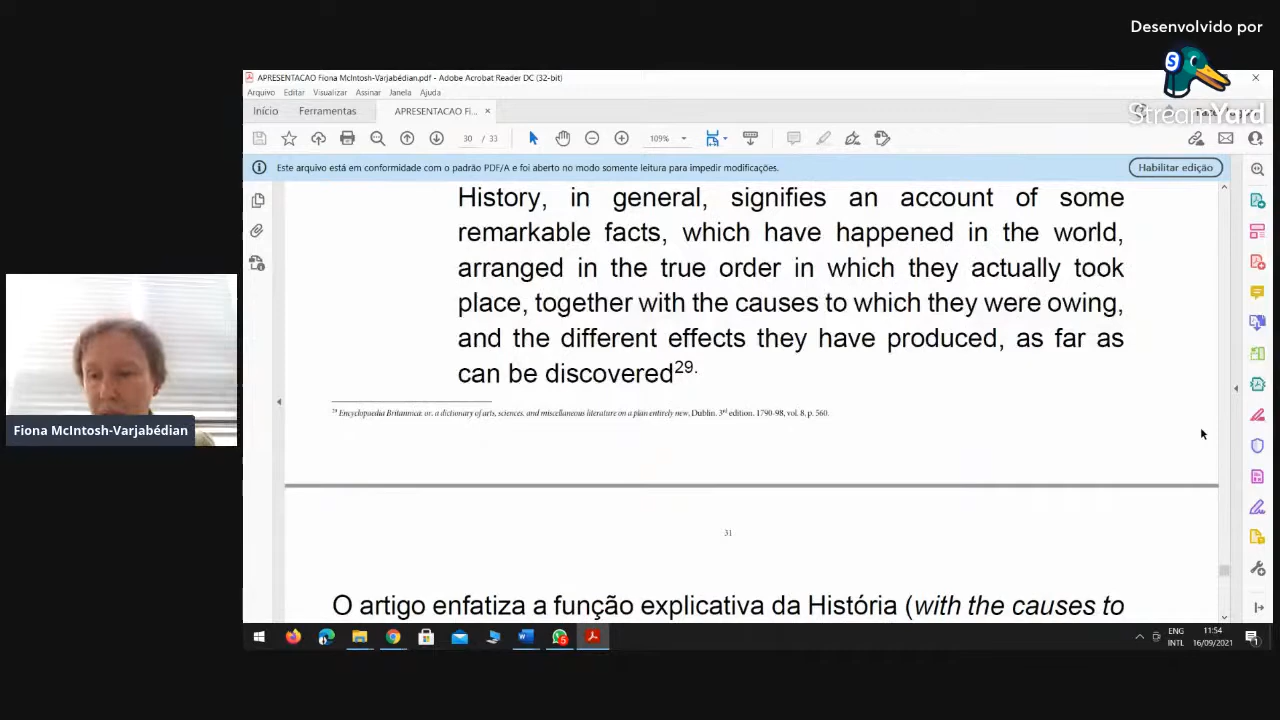 Desenvolvido por
S
StreamYard
APRESENTACAO Fiona McIntosh-Varjabédian.pdf - Adobe Acrobat Reader DC (32-bit)
Arquivo Editar Visualizar Assinar Janela Ajuda
Início Ferramentas APRESENTACAO Fi... ×
30 / 33 109%
Este arquivo está em conformidade com o padrão PDF/A e foi aberto no modo somente leitura para impedir modificações. Habilitar edição
History, in general, signifies an account of some
remarkable facts, which have happened in the world,
arranged in the true order in which they actually took
place, together with the causes to which they were owing,
and the different effects they have produced, as far as
can be discovered29.
29 Encyclopaedia Britannica: or, a dictionary of arts, sciences, and miscellaneous literature on a plan entirely new, Dublin. 3rd edition. 1790-98, vol. 8, p. 560.
31
O artigo enfatiza a função explicativa da História (with the causes to
Fiona McIntosh-Varjabédian
ENG 11:54
INTL 16/09/2021